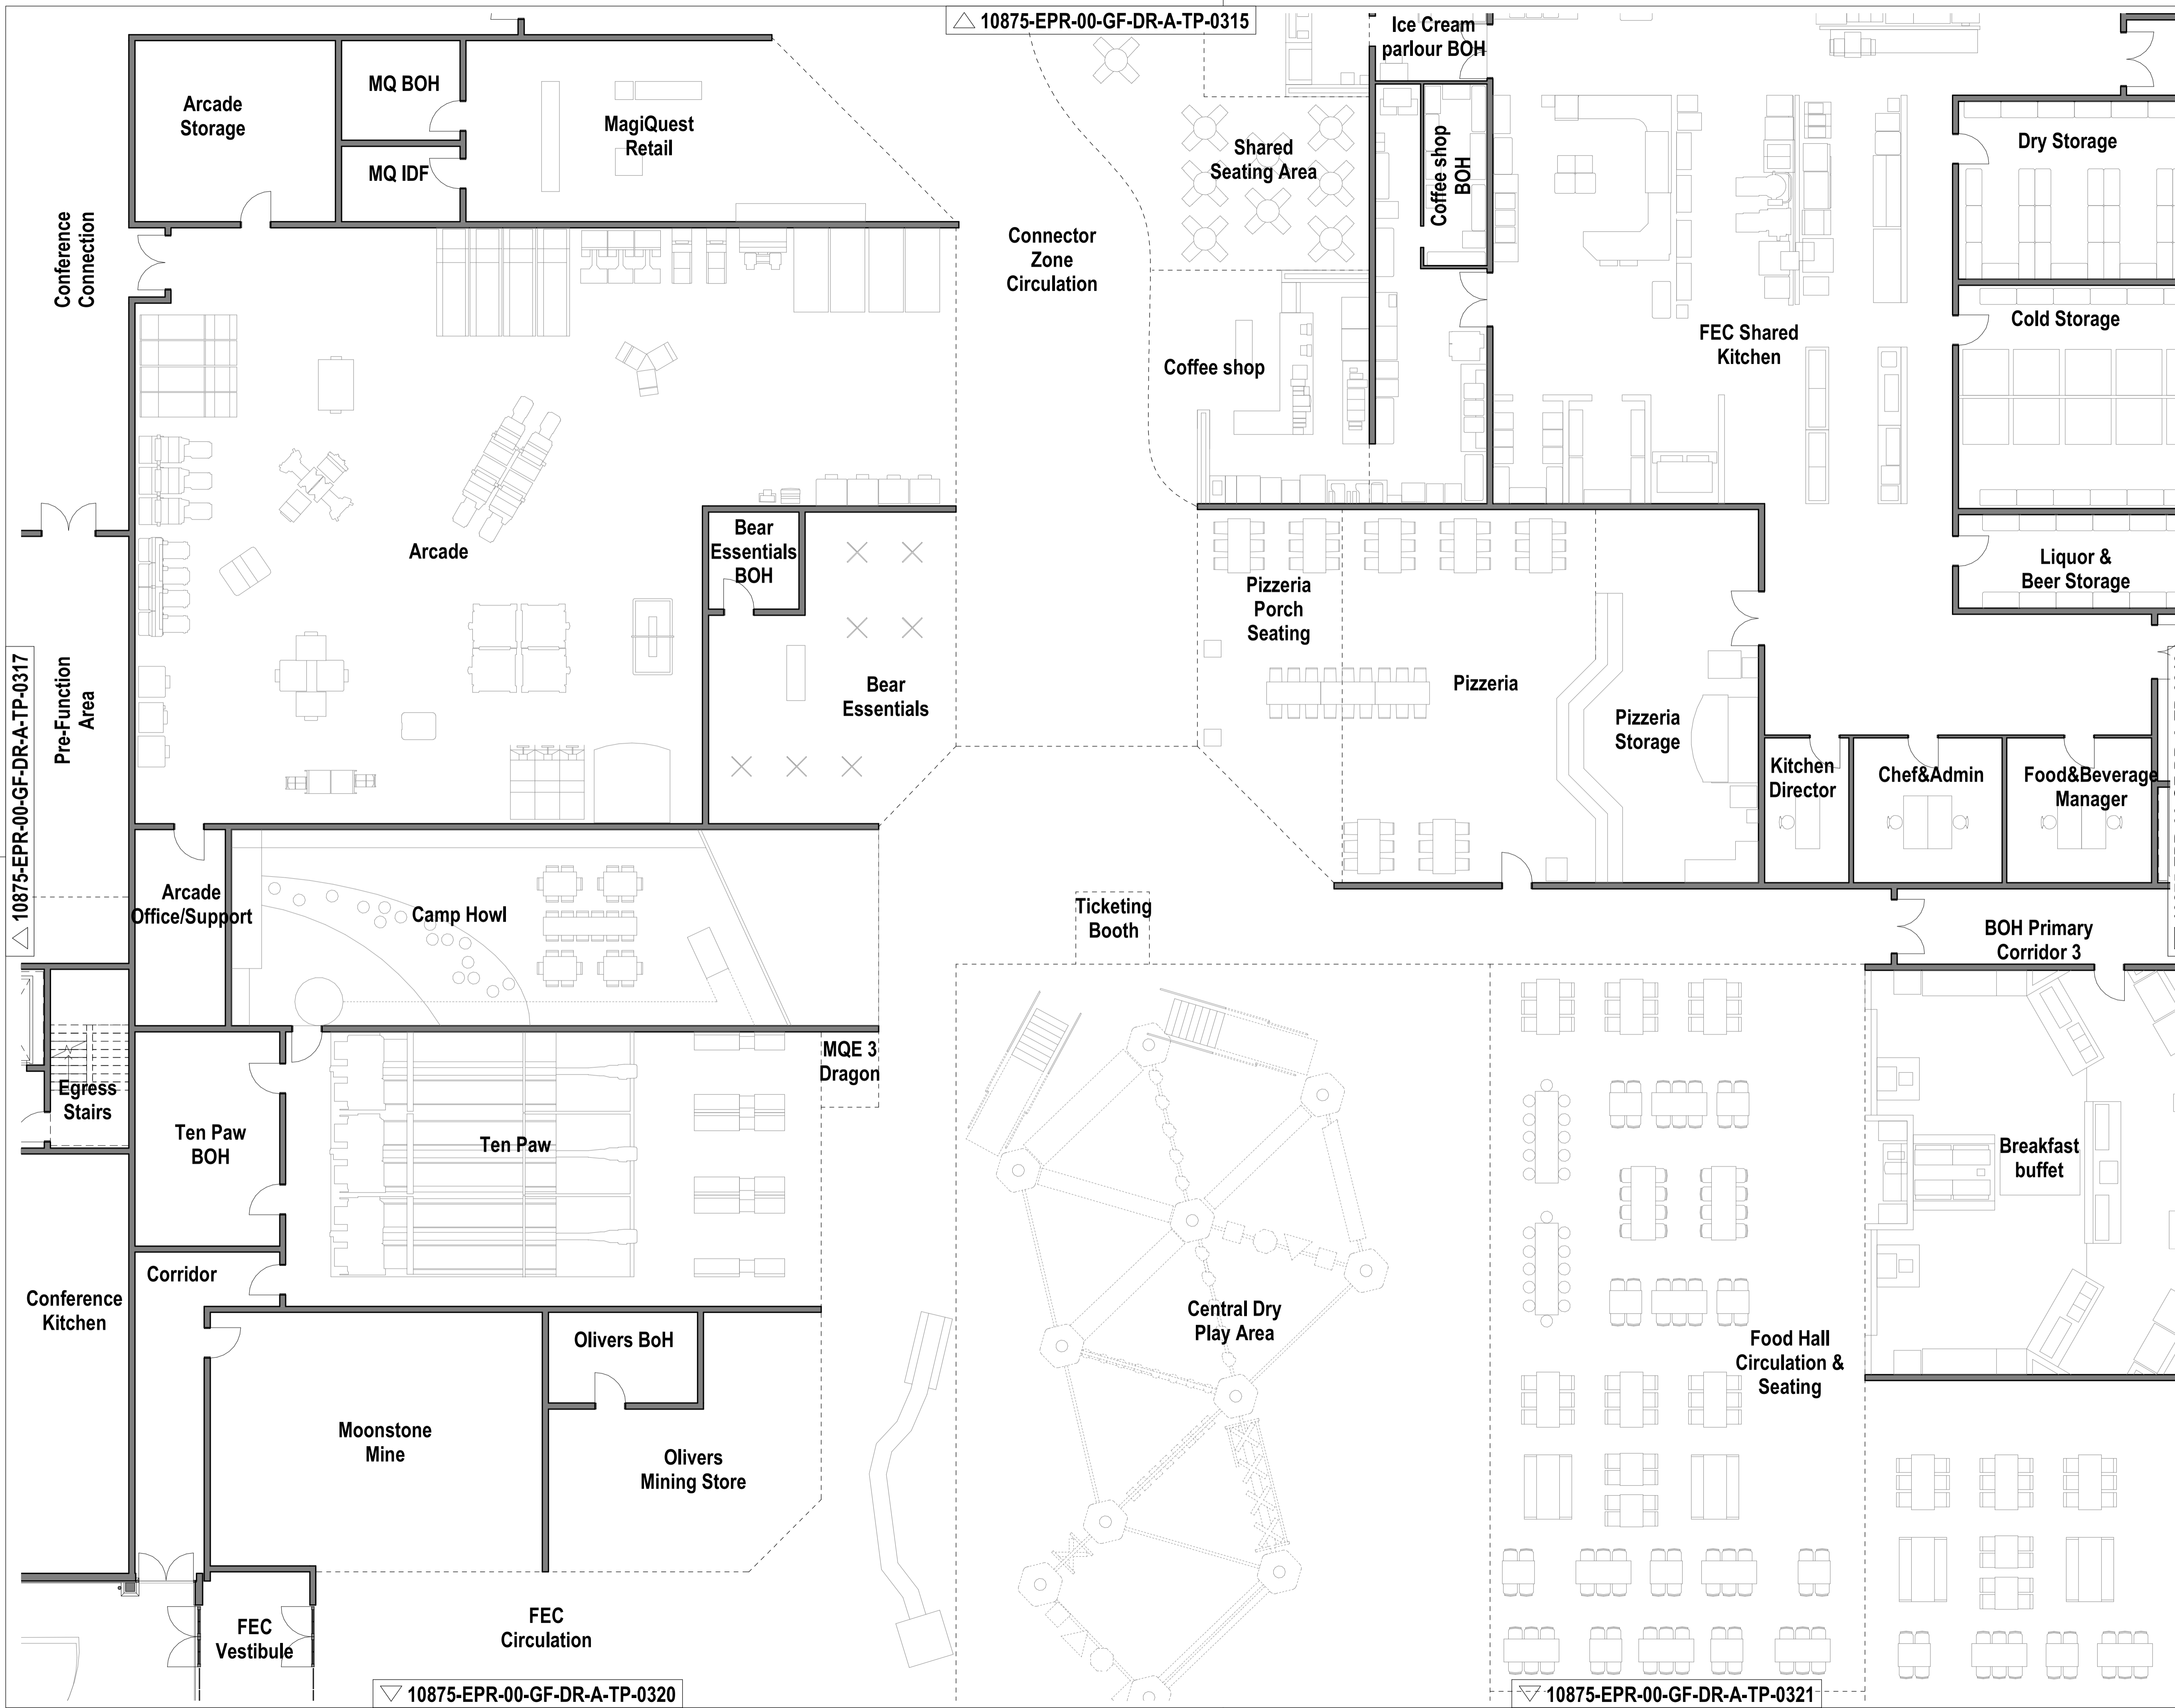 10875-EPR-00-GF-DR-A-TP-0315
Ice Cream
parlour BOH
Arcade
Storage
MQ BOH
MQ IDF
MagiQuest
Retail
Shared
Seating Area
Coffee shop
BOH
Dry Storage
Conference
Connection
Connector
Zone
Circulation
Coffee shop
FEC Shared
Kitchen
Cold Storage
Arcade
Bear
Essentials
BOH
Liquor &
Beer Storage
Pizzeria
Porch
Seating
10875-EPR-00-GF-DR-A-TP-0317
Pre-Function
Area
Bear
Essentials
Pizzeria
Pizzeria
Storage
Kitchen
Director
Chef&Admin
Food&Beverage
Manager
Arcade
Office/Support
Camp Howl
Ticketing
Booth
BOH Primary
Corridor 3
MQE 3
Dragon
Egress
Stairs
Ten Paw
BOH
Ten Paw
Breakfast
buffet
Corridor
Conference
Kitchen
Olivers BoH
Central Dry
Play Area
Food Hall
Circulation &
Seating
Moonstone
Mine
Olivers
Mining Store
FEC
Vestibule
FEC
Circulation
10875-EPR-00-GF-DR-A-TP-0320
10875-EPR-00-GF-DR-A-TP-0321